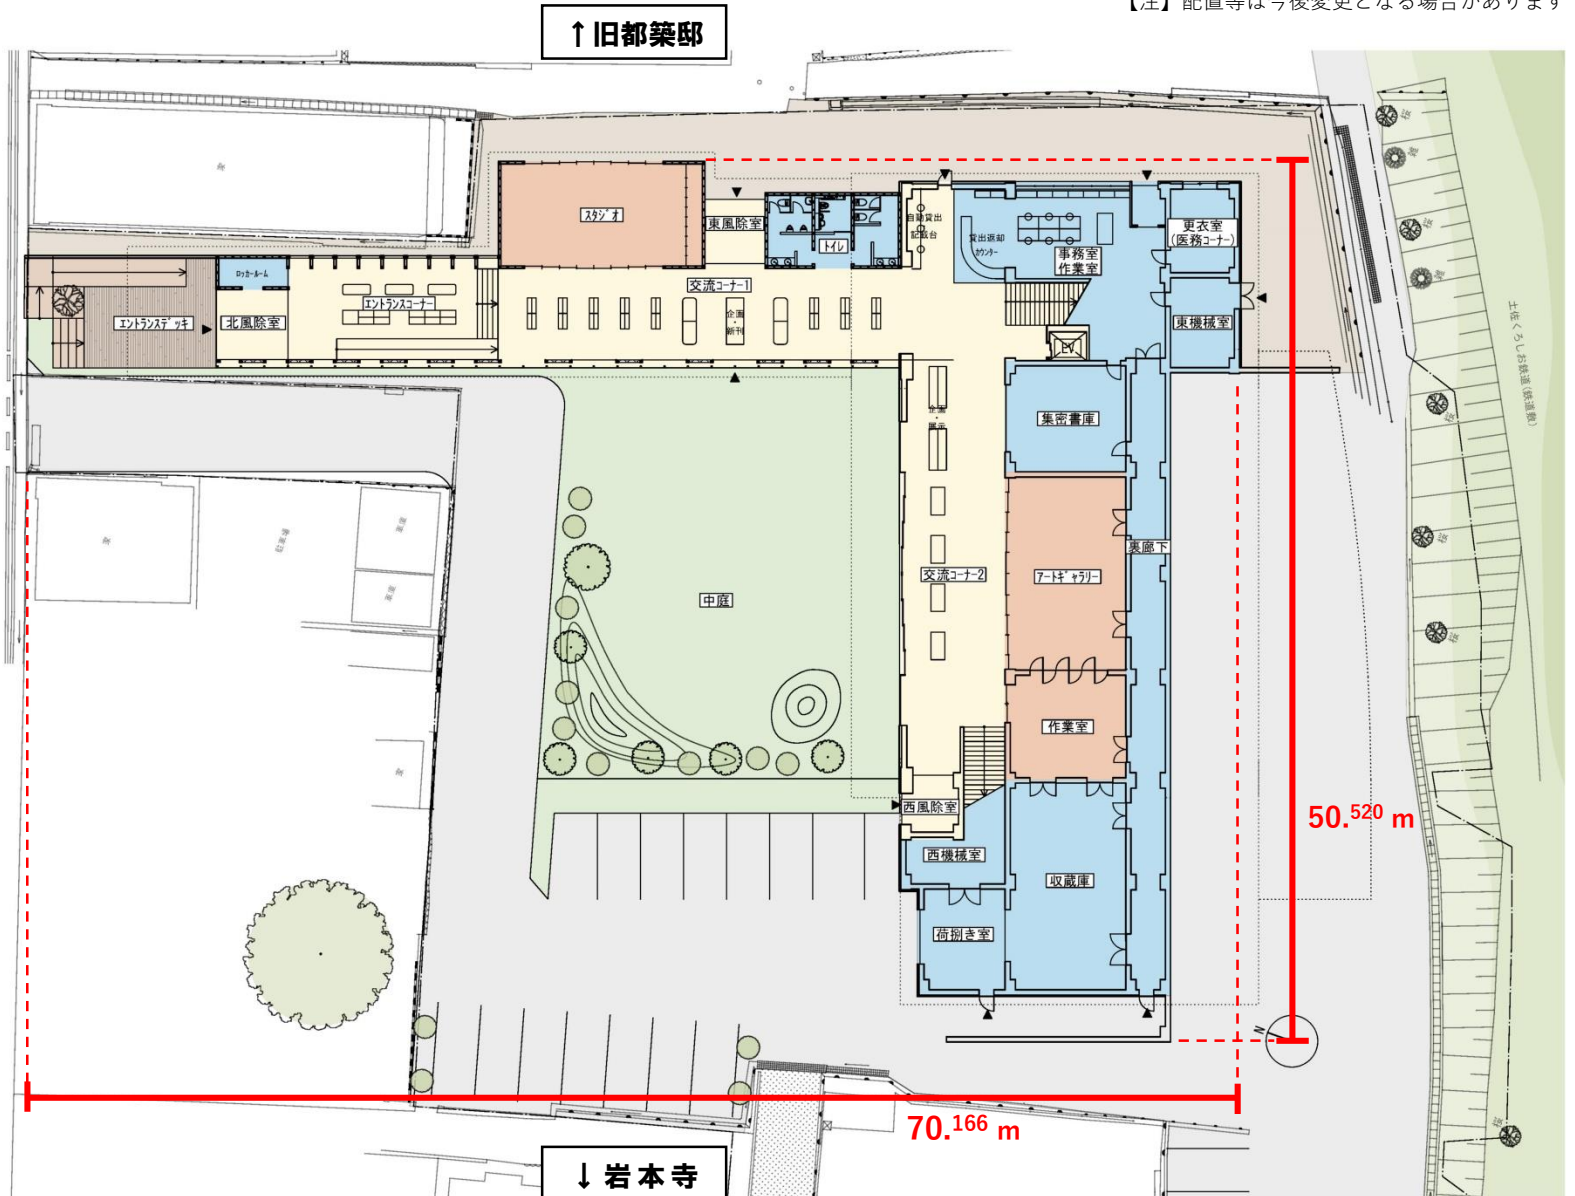 【注】配置等は今後変更となる場合があります
↑旧都築邸
スタジオ
東風除室
トイレ
自動貸出
記載台
貸出返却
カウンター
事務室
作業室
更衣室
(医務コーナー)
ロッカールーム
エントランスデッキ
北風除室
エントランスコーナー
交流コーナー1
企画
・
新刊
EV
東機械室
土佐くろしお鉄道(鉄道敷)
企画
・
展示
集密書庫
駐車場
裏廊下
交流コーナー2
アートギャラリー
中庭
作業室
西風除室
西機械室
収蔵庫
荷捌き室
50.520 m
N
70.166 m
↓岩本寺
桜
桜
桜
桜
桜
桜